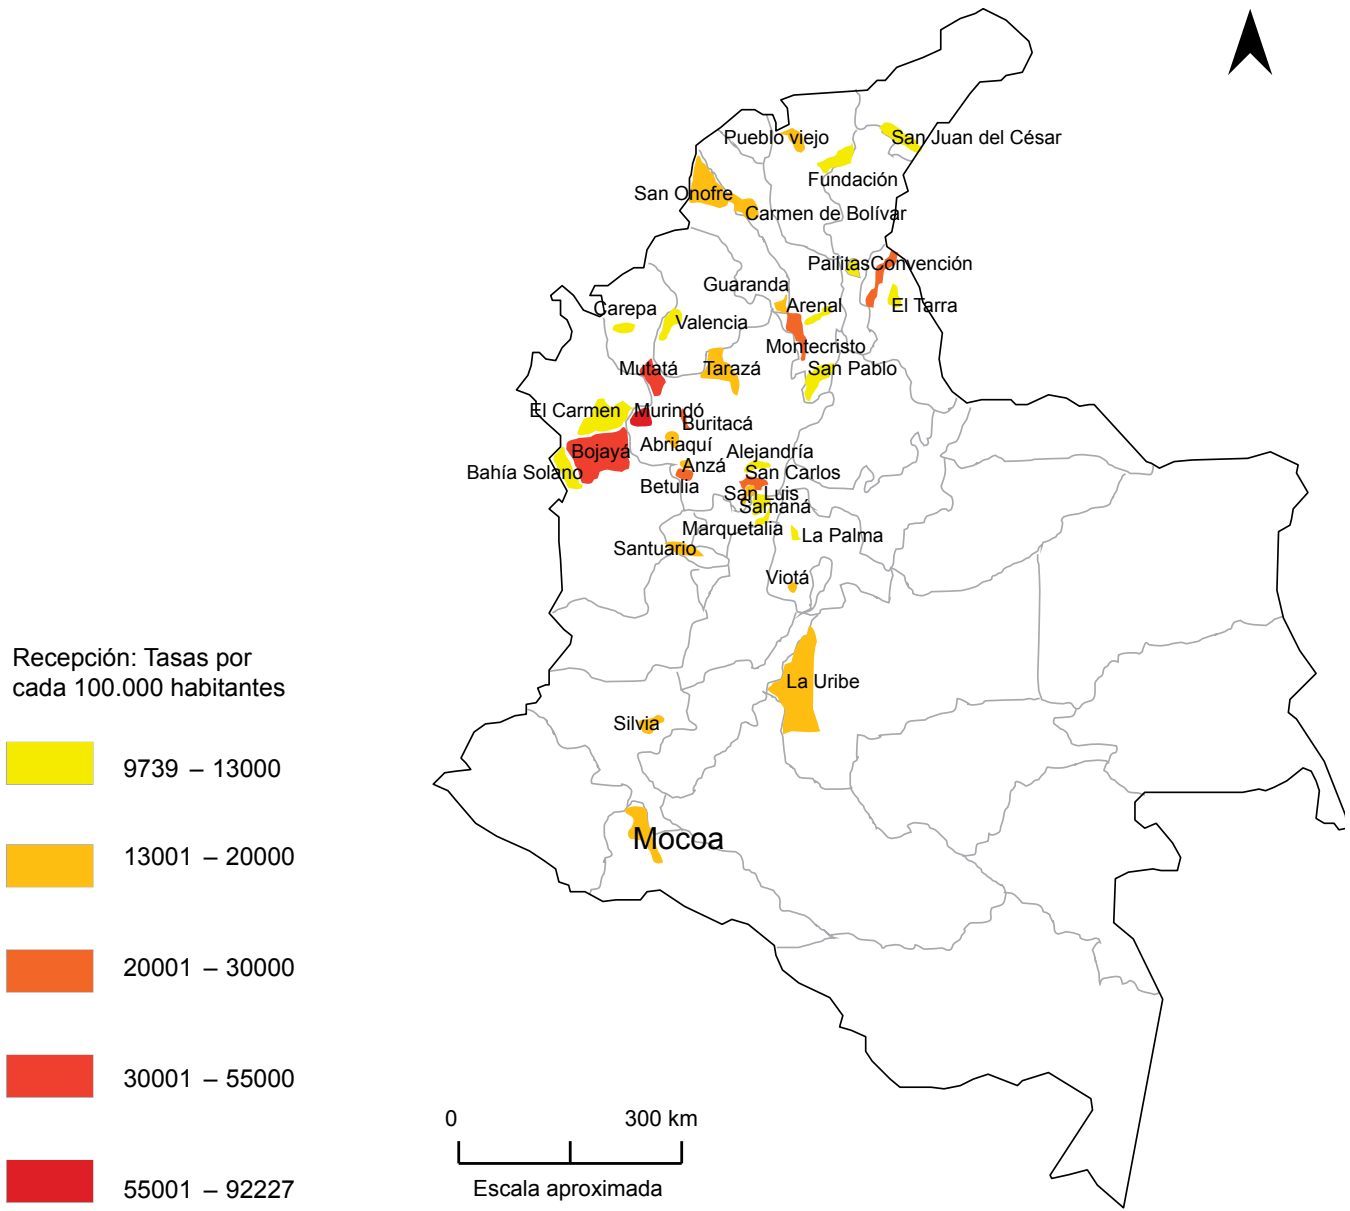 Pueblo viejo
San Juan del César
Fundación
San Onofre
Carmen de Bolívar
Pailitas
Convención
Guaranda
Carepa
Arenal
El Tarra
Valencia
Montecristo
Mutatá
Tarazá
San Pablo
El Carmen
Murindó
Buritacá
Abriaquí
Bojayá
Alejandría
Bahía Solano
Anzá
San Carlos
Betulia
San Luis
Samaná
Marquetalia
La Palma
Santuario
Viotá
La Uribe
Silvia
Mocoa
Recepción: Tasas por
cada 100.000 habitantes
9739 – 13000
13001 – 20000
20001 – 30000
30001 – 55000
55001 – 92227
0 300 km
Escala aproximada